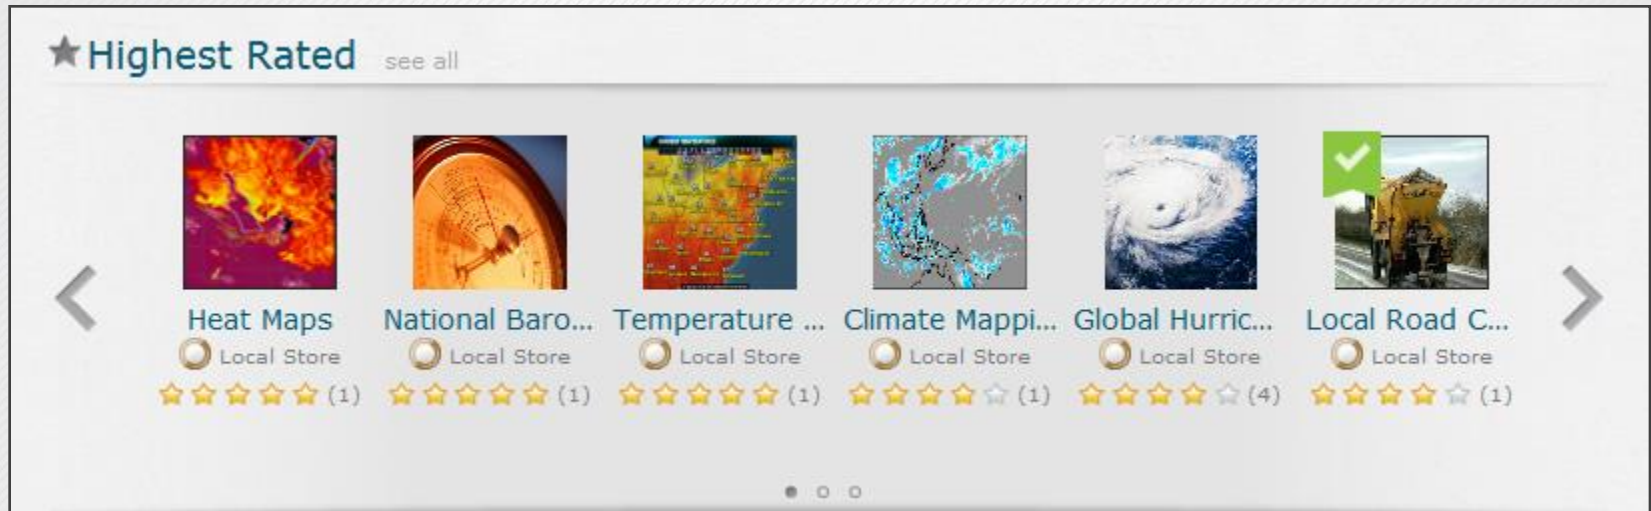 Highest Rated see all
Heat Maps National Baro... Temperature ... Climate Mappi... Global Hurric... Local Road C...
Local Store Local Store Local Store Local Store Local Store Local Store
(1) (1) (1) (1) (4) (1)